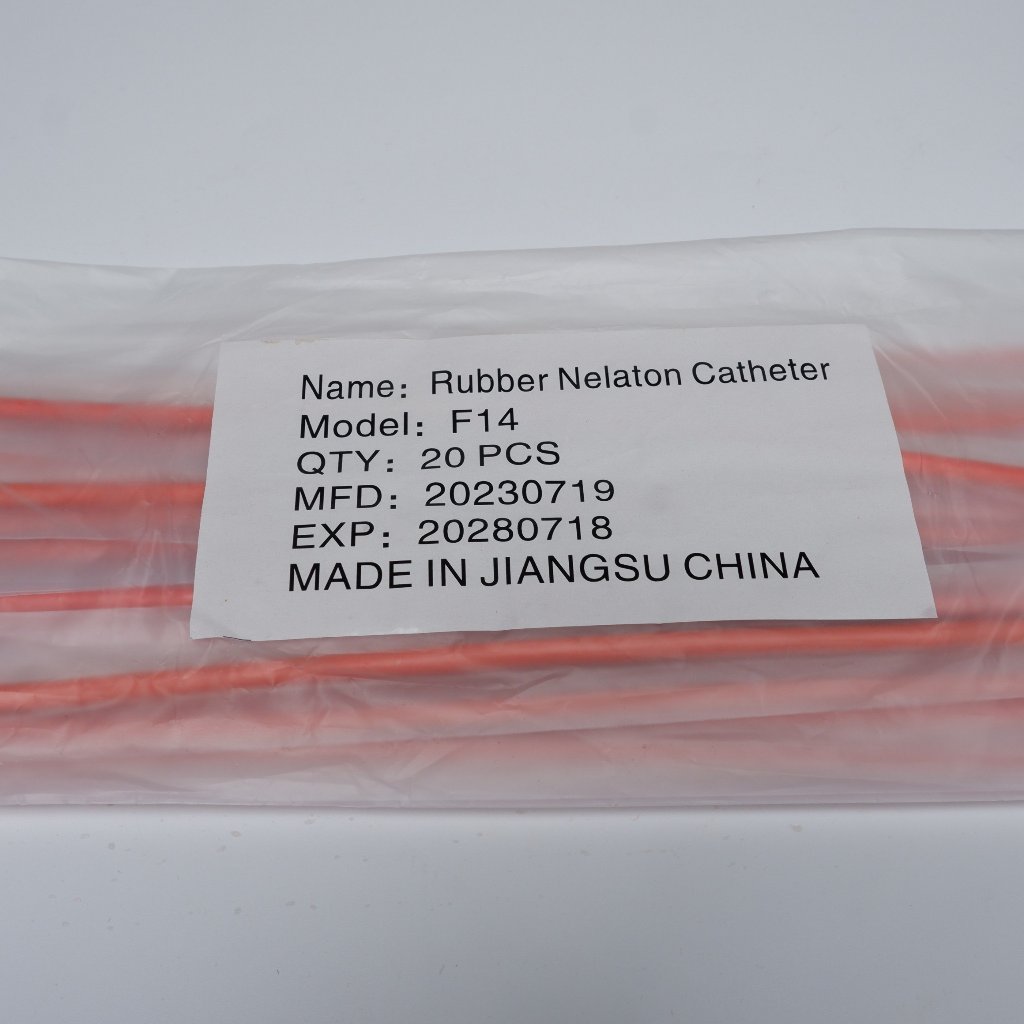 Name: Rubber Nelaton Catheter
Model: F14
QTY: 20 PCS
MFD: 20230719
EXP: 20280718
MADE IN JIANGSU CHINA